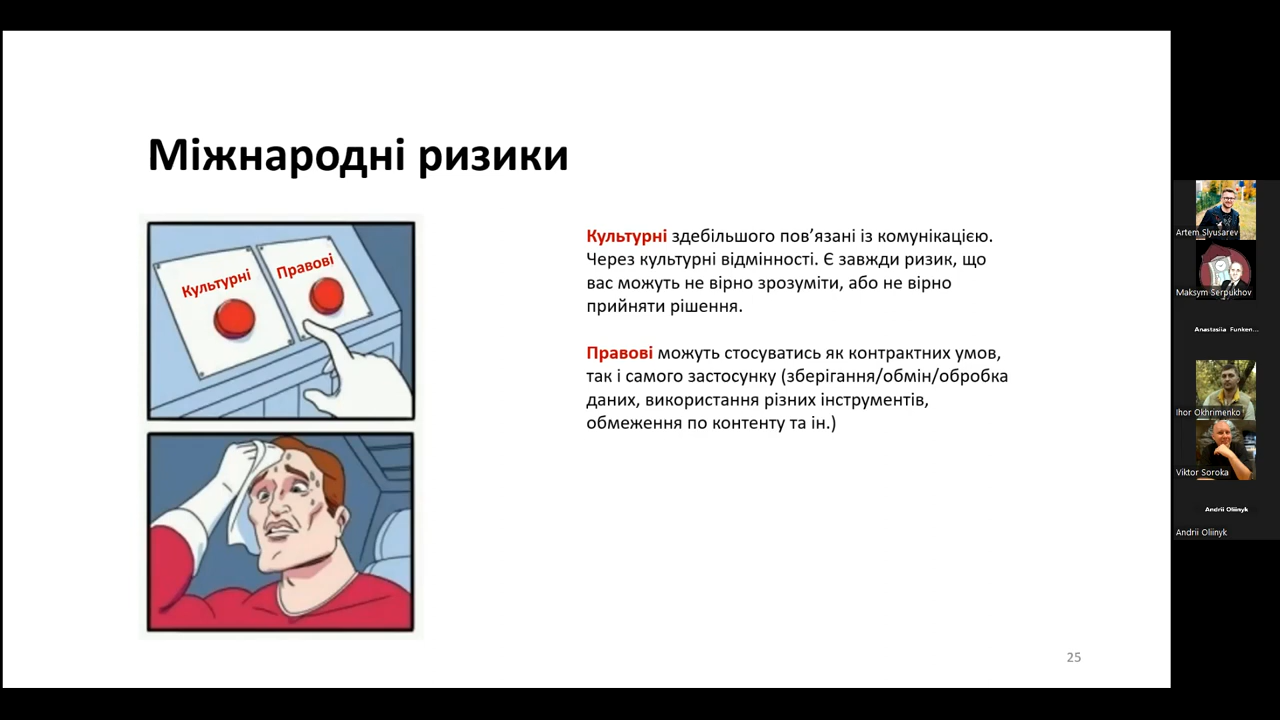 Міжнародні ризики
Культурні
Правові
Культурні здебільшого пов’язані із комунікацією.
Через культурні відмінності. Є завжди ризик, що
вас можуть не вірно зрозуміти, або не вірно
прийняти рішення.
Правові можуть стосуватись як контрактних умов,
так і самого застосунку (зберігання/обмін/обробка
даних, використання різних інструментів,
обмеження по контенту та ін.)
25
Artem Slyusarev
Maksym Serpukhov
Anastasiia Funken...
Ihor Okhrimenko
Viktor Soroka
Andrii Oliinyk
Andrii Oliinyk